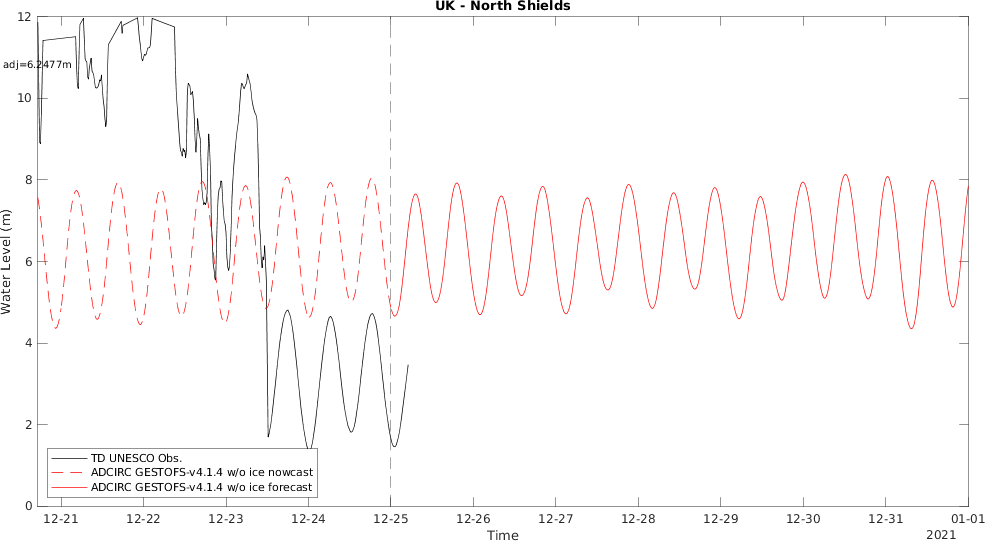 UK - North Shields
12
10
8
6
4
2
0
adj=6.2477m
Water Level (m)
TD UNESCO Obs.
ADCIRC GESTOFS-v4.1.4 w/o ice nowcast
ADCIRC GESTOFS-v4.1.4 w/o ice forecast
12-21 12-22 12-23 12-24 12-25 12-26 12-27 12-28 12-29 12-30 12-31 01-01
Time
2021